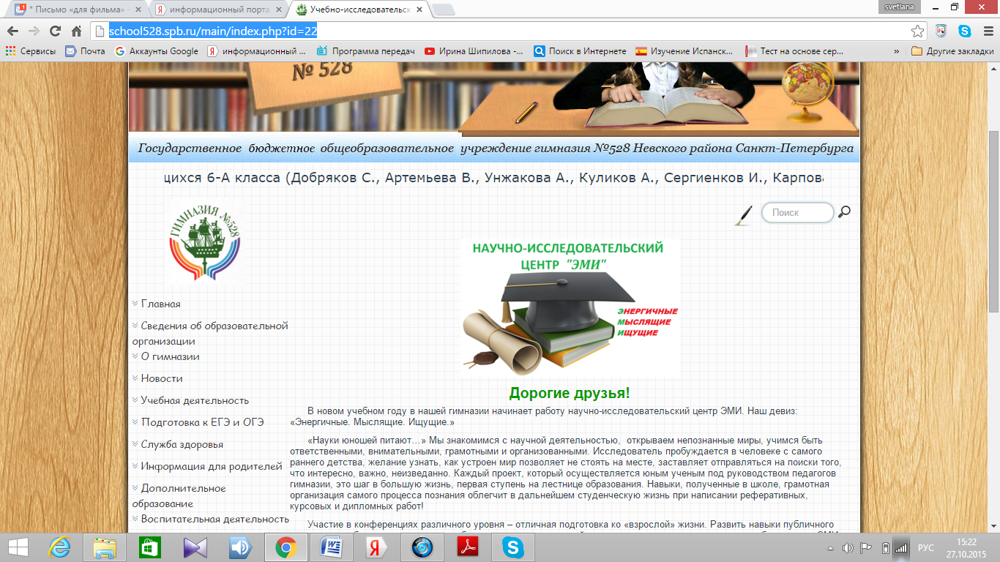 * Письмо «для фильма»
информационный порта
Учебно-исследовательск
svetlana
school528.spb.ru/main/index.php?id=22
Сервисы
Почта
Аккаунты Google
информационный ...
Программа передач
Ирина Шипилова -...
Поиск в Интернете
Изучение Испанск...
Тест на основе сер...
»
Другие закладки
№ 528
Государственное бюджетное общеобразовательное учреждение гимназия №528 Невского района Санкт-Петербурга
щихся 6-А класса (Добряков С., Артемьева В., Унжакова А., Куликов А., Сергиенков И., Карпова
ГИМНАЗИЯ №528
Поиск
НАУЧНО-ИССЛЕДОВАТЕЛЬСКИЙ
ЦЕНТР "ЭМИ"
ЭНЕРГИЧНЫЕ
МЫСЛЯЩИЕ
ИЩУЩИЕ
Главная
Сведения об образовательной
организации
О гимназии
Новости
Учебная деятельность
Подготовка к ЕГЭ и ОГЭ
Служба здоровья
Информация для родителей
Дополнительное
образование
Воспитательная деятельность
Дорогие друзья!
В новом учебном году в нашей гимназии начинает работу научно-исследовательский центр ЭМИ. Наш девиз:
«Энергичные. Мыслящие. Ищущие.»
«Науки юношей питают…» Мы знакомимся с научной деятельностью, открываем непознанные миры, учимся быть
ответственными, внимательными, грамотными и организованными. Исследователь пробуждается в человеке с самого
раннего детства, желание узнать, как устроен мир позволяет не стоять на месте, заставляет отправляться на поиски того,
что интересно, важно, неизведанно. Каждый проект, который осуществляется юным ученым под руководством педагогов
гимназии, это шаг в большую жизнь, первая ступень на лестнице образования. Навыки, полученные в школе, грамотная
организация самого процесса познания облегчит в дальнейшем студенческую жизнь при написании реферативных,
курсовых и дипломных работ!
Участие в конференциях различного уровня – отличная подготовка ко «взрослой» жизни. Развить навыки публичного
РУС
15:22
27.10.2015